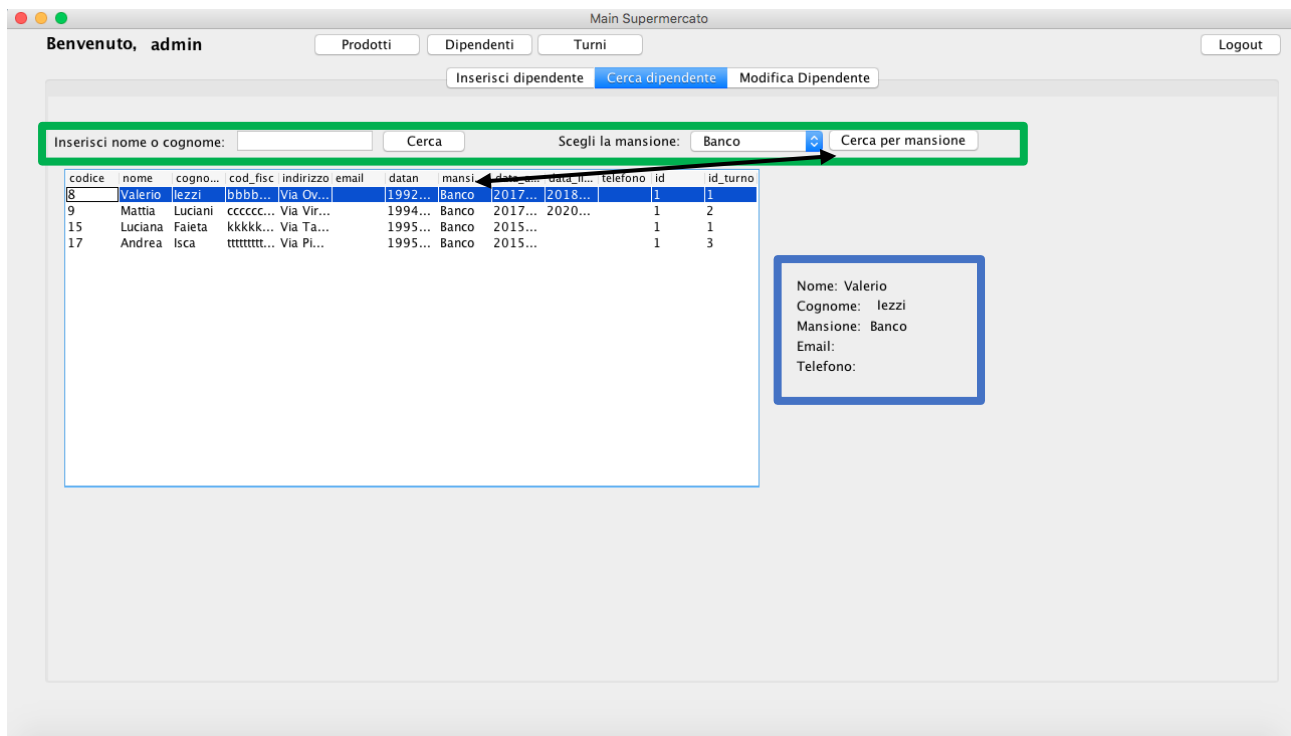 Main Supermercato
Benvenuto, admin Prodotti Dipendenti Turni Logout
Inserisci dipendente Cerca dipendente Modifica Dipendente
Inserisci nome o cognome: Cerca Scegli la mansione: Banco Cerca per mansione
codice nome cogno... cod_fisc indirizzo email datan mansi... data_a... data_li... telefono id id_turno
8 Valerio Iezzi bbbb... Via Ov... 1992... Banco 2017... 2018... 1 1
9 Mattia Luciani cccccc... Via Vir... 1994... Banco 2017... 2020... 1 2
15 Luciana Faieta kkkkk... Via Ta... 1995... Banco 2015... 1 1
17 Andrea Isca ttttttttt... Via Pi... 1995... Banco 2015... 1 3
Nome: Valerio
Cognome: Iezzi
Mansione: Banco
Email:
Telefono: